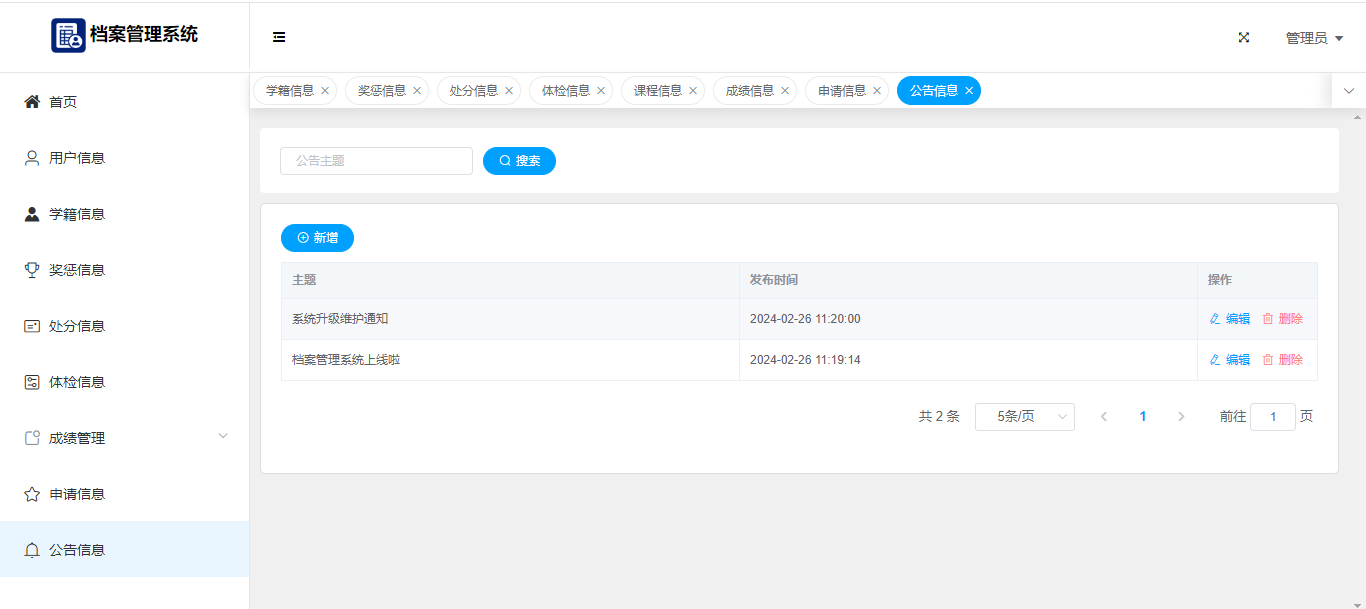 档案管理系统
管理员
首页
用户信息
学籍信息
奖惩信息
处分信息
体检信息
成绩管理
申请信息
公告信息
学籍信息 奖惩信息 处分信息 体检信息 课程信息 成绩信息 申请信息 公告信息
公告主题 搜索
新增
主题 发布时间 操作
系统升级维护通知 2024-02-26 11:20:00 编辑 删除
档案管理系统上线啦 2024-02-26 11:19:14 编辑 删除
共 2 条 5条/页 1 前往 1 页